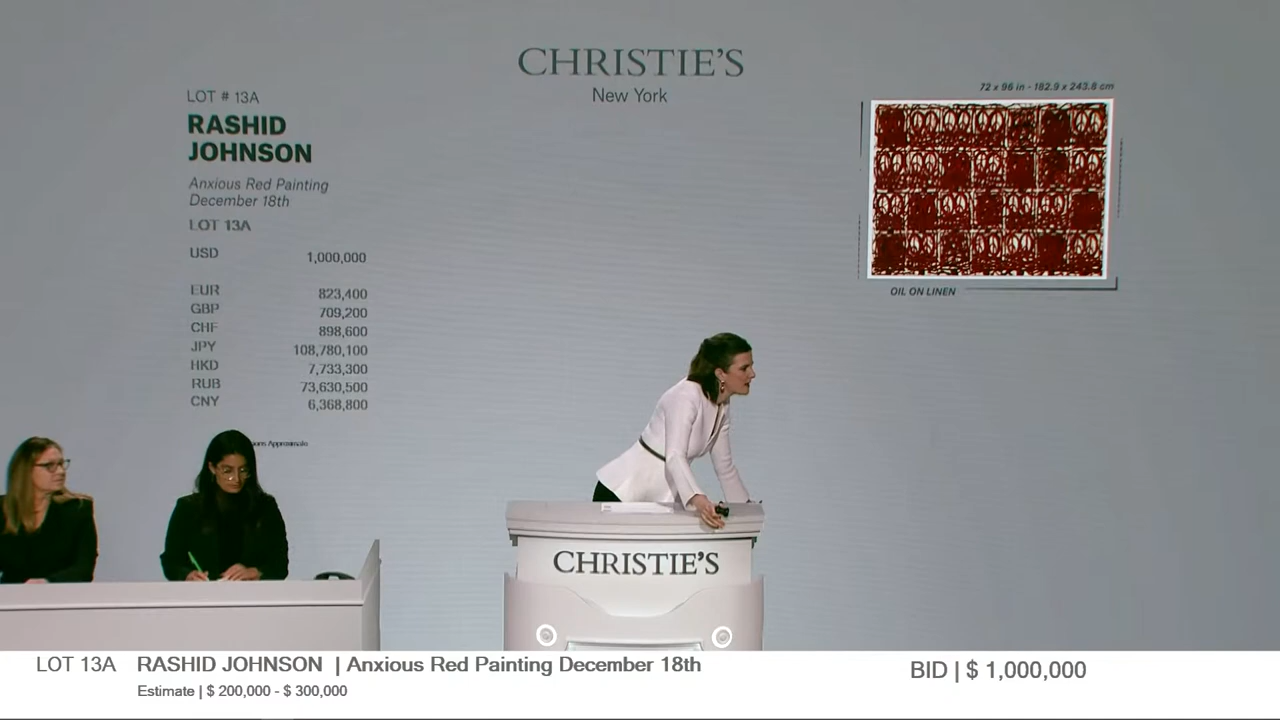 CHRISTIE'S
New York
LOT # 13A
RASHID
JOHNSON
Anxious Red Painting
December 18th
LOT 13A
USD 1,000,000
EUR 823,400
GBP 709,200
CHF 898,600
JPY 108,780,100
HKD 7,733,300
RUB 73,630,500
CNY 6,368,800
Approximate
72 x 96 in - 182.9 x 243.8 cm
OIL ON LINEN
CHRISTIE'S
LOT 13A RASHID JOHNSON | Anxious Red Painting December 18th
Estimate | $ 200,000 - $ 300,000
BID | $ 1,000,000